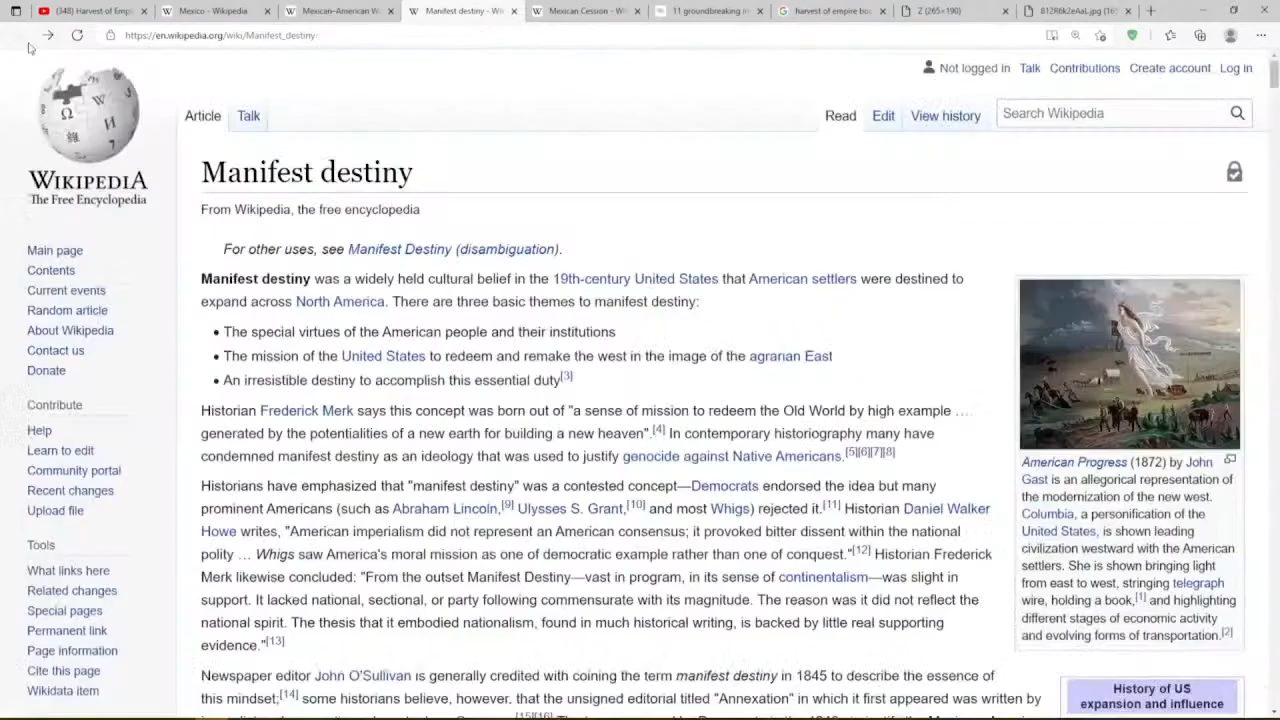 (348) Harvest of Emp
Mexico - Wikipedia
Mexican-American W
Manifest destiny - Wi
Mexican Cession - Wi
11 groundbreaking
harvest of empire bo
Z (265×190)
812R6kZeAaL.jpg (16
https://en.wikipedia.org/wiki/Manifest_destiny
Not logged in Talk Contributions Create account Log in
Article Talk
Read Edit View history
Search Wikipedia
WIKIPEDIA
The Free Encyclopedia
Main page
Contents
Current events
Random article
About Wikipedia
Contact us
Donate
Contribute
Help
Learn to edit
Community portal
Recent changes
Upload file
Tools
What links here
Related changes
Special pages
Permanent link
Page information
Cite this page
Wikidata item
Manifest destiny
From Wikipedia, the free encyclopedia
For other uses, see Manifest Destiny (disambiguation).
Manifest destiny was a widely held cultural belief in the 19th-century United States that American settlers were destined to
expand across North America. There are three basic themes to manifest destiny:
• The special virtues of the American people and their institutions
• The mission of the United States to redeem and remake the west in the image of the agrarian East
• An irresistible destiny to accomplish this essential duty[3]
Historian Frederick Merk says this concept was born out of "a sense of mission to redeem the Old World by high example ....
generated by the potentialities of a new earth for building a new heaven".[4] In contemporary historiography many have
condemned manifest destiny as an ideology that was used to justify genocide against Native Americans.[5][6][7][8]
Historians have emphasized that "manifest destiny" was a contested concept—Democrats endorsed the idea but many
prominent Americans (such as Abraham Lincoln,[9] Ulysses S. Grant,[10] and most Whigs) rejected it.[11] Historian Daniel Walker
Howe writes, "American imperialism did not represent an American consensus; it provoked bitter dissent within the national
polity ... Whigs saw America's moral mission as one of democratic example rather than one of conquest."[12] Historian Frederick
Merk likewise concluded: "From the outset Manifest Destiny—vast in program, in its sense of continentalism—was slight in
support. It lacked national, sectional, or party following commensurate with its magnitude. The reason was it did not reflect the
national spirit. The thesis that it embodied nationalism, found in much historical writing, is backed by little real supporting
evidence."[13]
Newspaper editor John O'Sullivan is generally credited with coining the term manifest destiny in 1845 to describe the essence of
this mindset;[14] some historians believe, however, that the unsigned editorial titled "Annexation" in which it first appeared was written by
American Progress (1872) by John
Gast is an allegorical representation of
the modernization of the new west.
Columbia, a personification of the
United States, is shown leading
civilization westward with the American
settlers. She is shown bringing light
from east to west, stringing telegraph
wire, holding a book,[1] and highlighting
different stages of economic activity
and evolving forms of transportation.[2]
History of US
expansion and influence